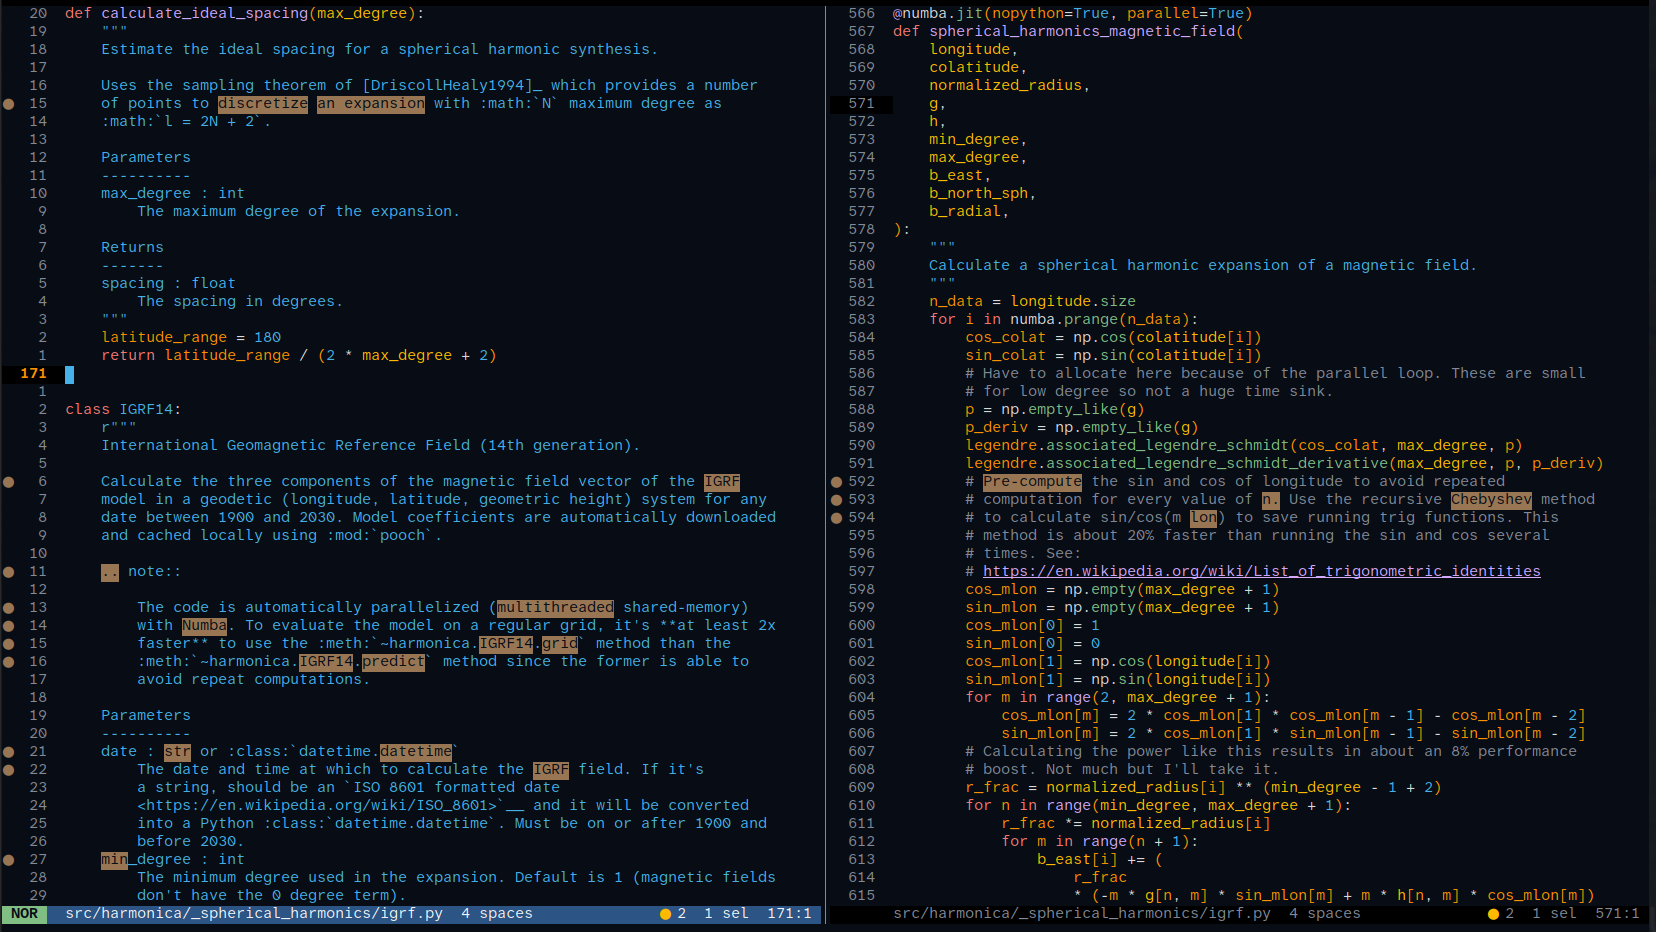 20 def calculate_ideal_spacing(max_degree):
19     """
18     Estimate the ideal spacing for a spherical harmonic synthesis.
17
16     Uses the sampling theorem of [DriscollHealy1994]_ which provides a number
15     of points to discretize an expansion with :math:`N` maximum degree as
14     :math:`l = 2N + 2`.
13
12     Parameters
11     ----------
10     max_degree : int
9         The maximum degree of the expansion.
8
7     Returns
6     -------
5     spacing : float
4         The spacing in degrees.
3     """
2     latitude_range = 180
1     return latitude_range / (2 * max_degree + 2)
171
1
2 class IGRF14:
3     r"""
4     International Geomagnetic Reference Field (14th generation).
5
6     Calculate the three components of the magnetic field vector of the IGRF
7     model in a geodetic (longitude, latitude, geometric height) system for any
8     date between 1900 and 2030. Model coefficients are automatically downloaded
9     and cached locally using :mod:`pooch`.
10
11     .. note::
12
13         The code is automatically parallelized (multithreaded shared-memory)
14         with Numba. To evaluate the model on a regular grid, it's **at least 2x
15         faster** to use the :meth:`~harmonica.IGRF14.grid` method than the
16         :meth:`~harmonica.IGRF14.predict` method since the former is able to
17         avoid repeat computations.
18
19     Parameters
20     ----------
21     date : str or :class:`datetime.datetime`
22         The date and time at which to calculate the IGRF field. If it's
23         a string, should be an `ISO 8601 formatted date
24         <https://en.wikipedia.org/wiki/ISO_8601>`__ and it will be converted
25         into a Python :class:`datetime.datetime`. Must be on or after 1900 and
26         before 2030.
27     min_degree : int
28         The minimum degree used in the expansion. Default is 1 (magnetic fields
29         don't have the 0 degree term).
NOR  src/harmonica/_spherical_harmonics/igrf.py  4 spaces  2  1 sel  171:1
566 @numba.jit(nopython=True, parallel=True)
567 def spherical_harmonics_magnetic_field(
568     longitude,
569     colatitude,
570     normalized_radius,
571     g,
572     h,
573     min_degree,
574     max_degree,
575     b_east,
576     b_north_sph,
577     b_radial,
578 ):
579     """
580     Calculate a spherical harmonic expansion of a magnetic field.
581     """
582     n_data = longitude.size
583     for i in numba.prange(n_data):
584         cos_colat = np.cos(colatitude[i])
585         sin_colat = np.sin(colatitude[i])
586         # Have to allocate here because of the parallel loop. These are small
587         # for low degree so not a huge time sink.
588         p = np.empty_like(g)
589         p_deriv = np.empty_like(g)
590         legendre.associated_legendre_schmidt(cos_colat, max_degree, p)
591         legendre.associated_legendre_schmidt_derivative(max_degree, p, p_deriv)
592         # Pre-compute the sin and cos of longitude to avoid repeated
593         # computation for every value of n. Use the recursive Chebyshev method
594         # to calculate sin/cos(m lon) to save running trig functions. This
595         # method is about 20% faster than running the sin and cos several
596         # times. See:
597         # https://en.wikipedia.org/wiki/List_of_trigonometric_identities
598         cos_mlon = np.empty(max_degree + 1)
599         sin_mlon = np.empty(max_degree + 1)
600         cos_mlon[0] = 1
601         sin_mlon[0] = 0
602         cos_mlon[1] = np.cos(longitude[i])
603         sin_mlon[1] = np.sin(longitude[i])
604         for m in range(2, max_degree + 1):
605             cos_mlon[m] = 2 * cos_mlon[1] * cos_mlon[m - 1] - cos_mlon[m - 2]
606             sin_mlon[m] = 2 * cos_mlon[1] * sin_mlon[m - 1] - sin_mlon[m - 2]
607         # Calculating the power like this results in about an 8% performance
608         # boost. Not much but I'll take it.
609         r_frac = normalized_radius[i] ** (min_degree - 1 + 2)
610         for n in range(min_degree, max_degree + 1):
611             r_frac *= normalized_radius[i]
612             for m in range(n + 1):
613                 b_east[i] += (
614                     r_frac
615                     * (-m * g[n, m] * sin_mlon[m] + m * h[n, m] * cos_mlon[m])
src/harmonica/_spherical_harmonics/igrf.py  4 spaces  2  1 sel  571:1